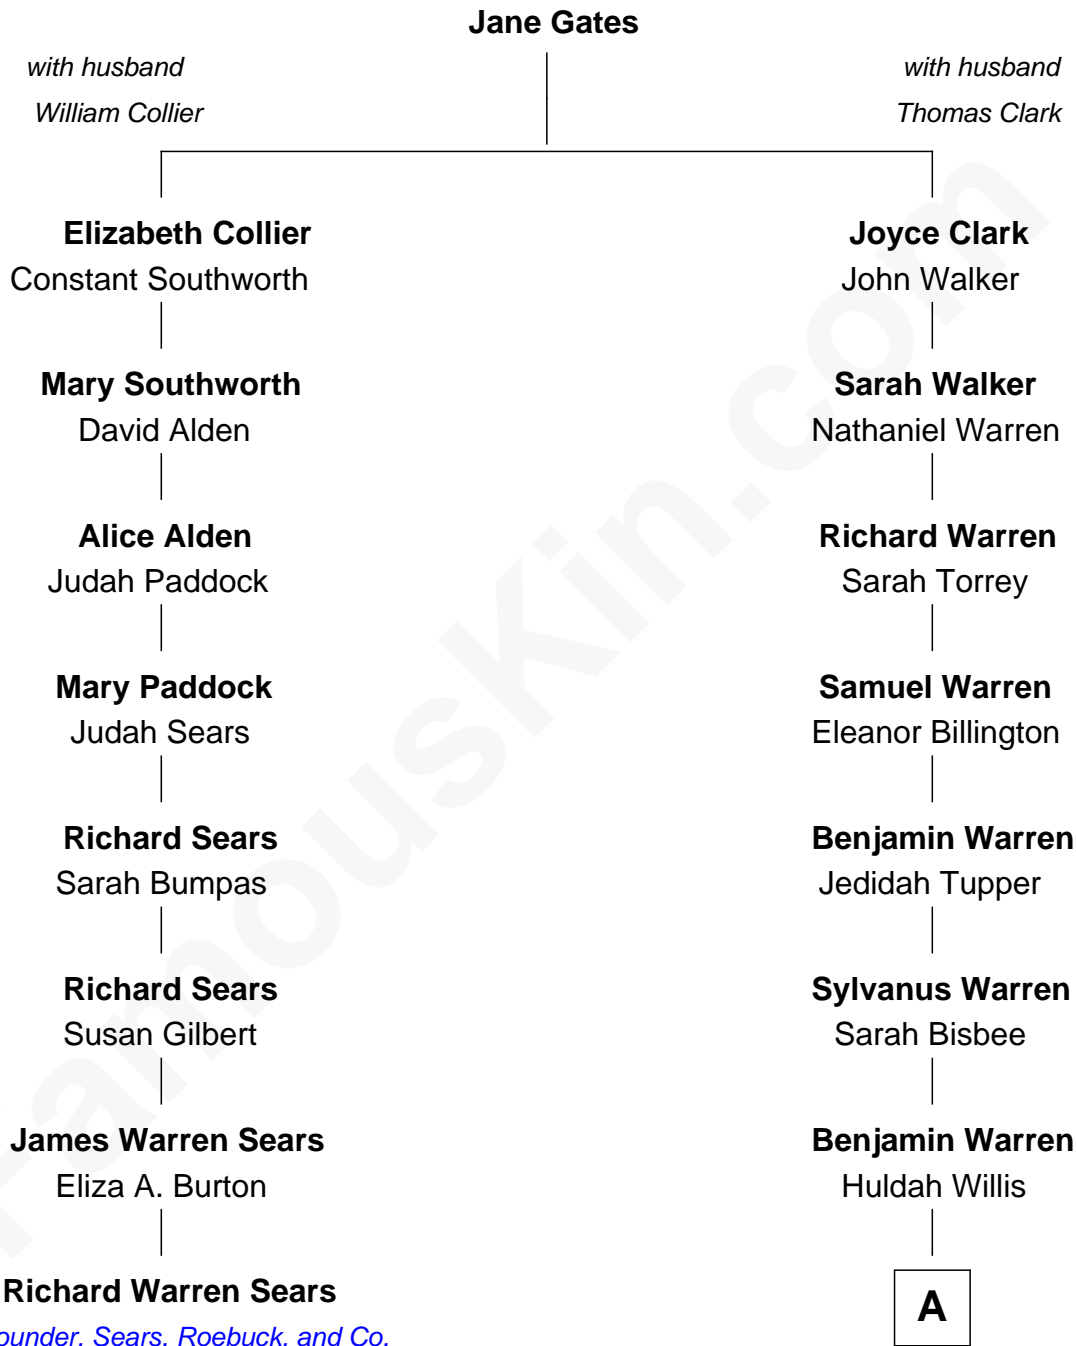 Jane Gates
with husband
William Collier
with husband
Thomas Clark
Elizabeth Collier
Constant Southworth
Joyce Clark
John Walker
Mary Southworth
David Alden
Sarah Walker
Nathaniel Warren
Alice Alden
Judah Paddock
Richard Warren
Sarah Torrey
Mary Paddock
Judah Sears
Samuel Warren
Eleanor Billington
Richard Sears
Sarah Bumpas
Benjamin Warren
Jedidah Tupper
Richard Sears
Susan Gilbert
Sylvanus Warren
Sarah Bisbee
James Warren Sears
Eliza A. Burton
Benjamin Warren
Huldah Willis
Richard Warren Sears
ounder, Sears, Roebuck, and Co.
A
FamousKin.com